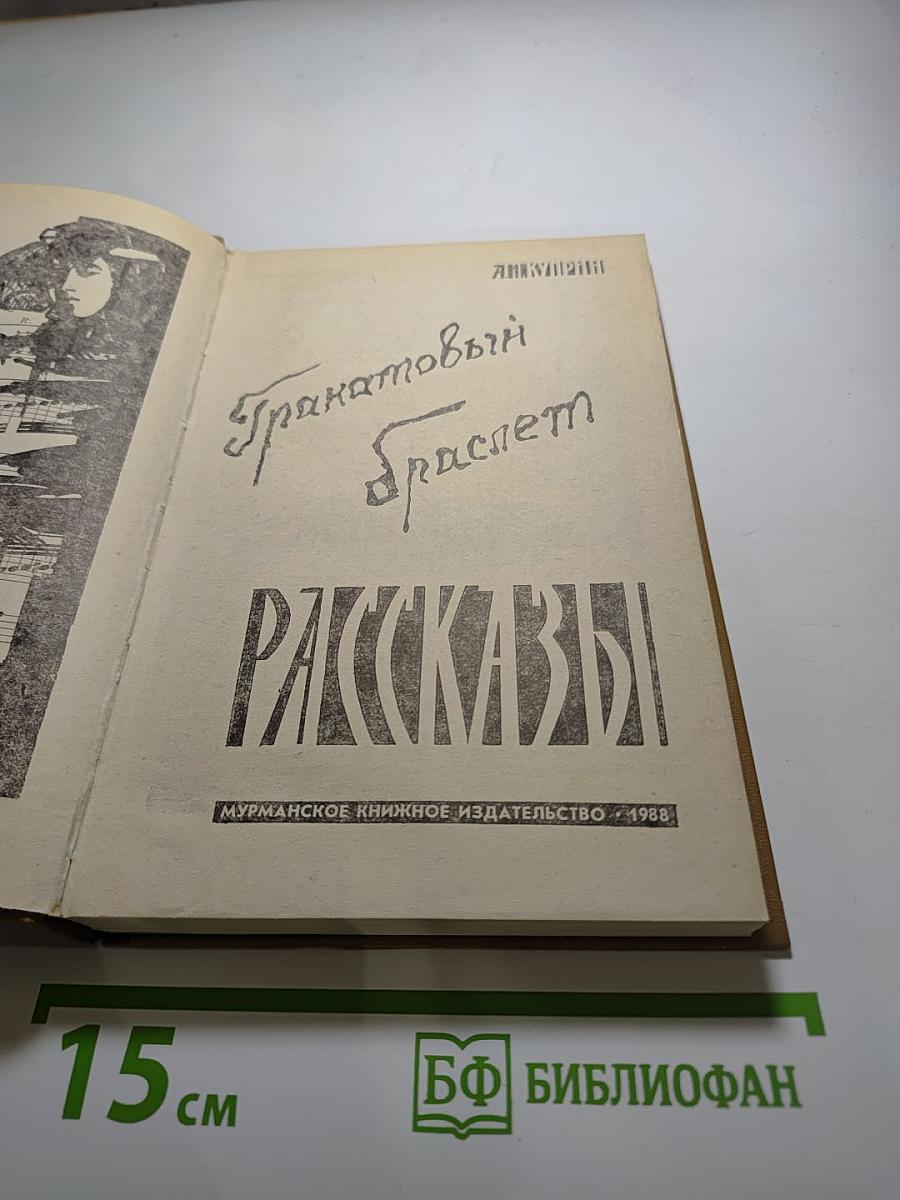 А.И.КУПРИН
Гранатовый
браслет
РАССКАЗЫ
МУРМАНСКОЕ КНИЖНОЕ ИЗДАТЕЛЬСТВО • 1988
15 см
БФ БИБЛИОФАН